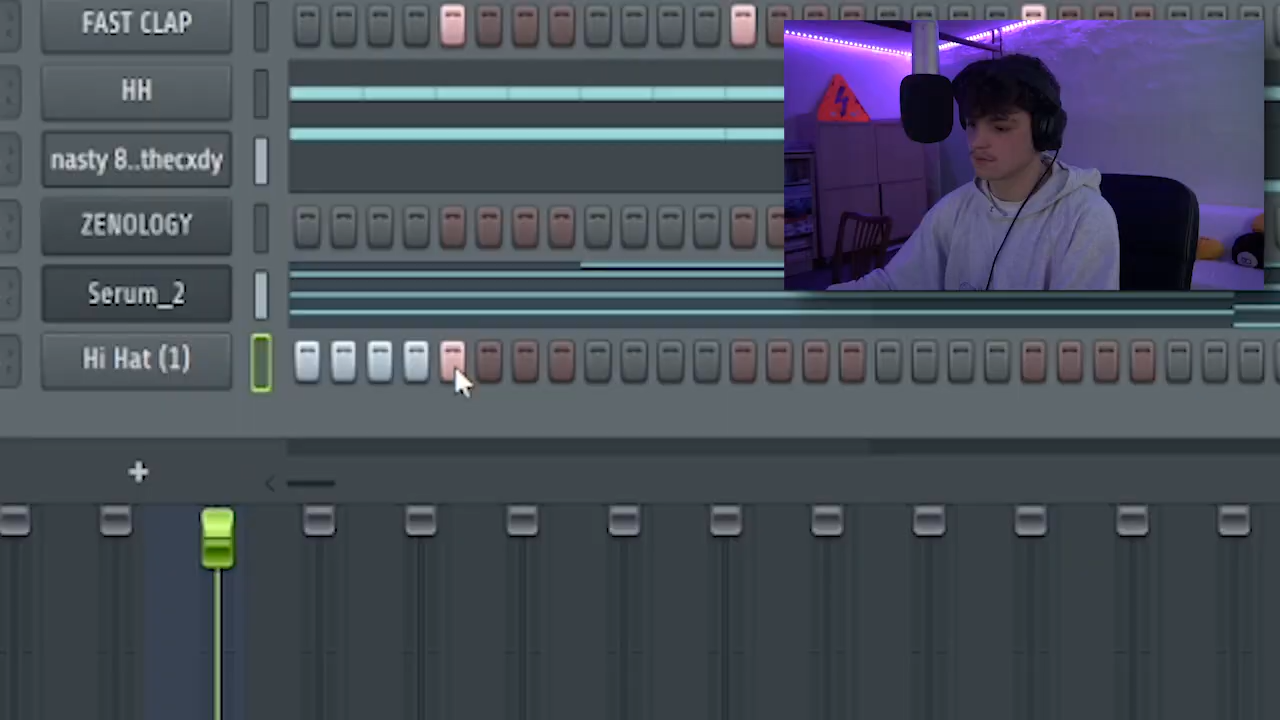 FAST CLAP
HH
nasty 8..thecxdy
ZENOLOGY
Serum_2
Hi Hat (1)
+